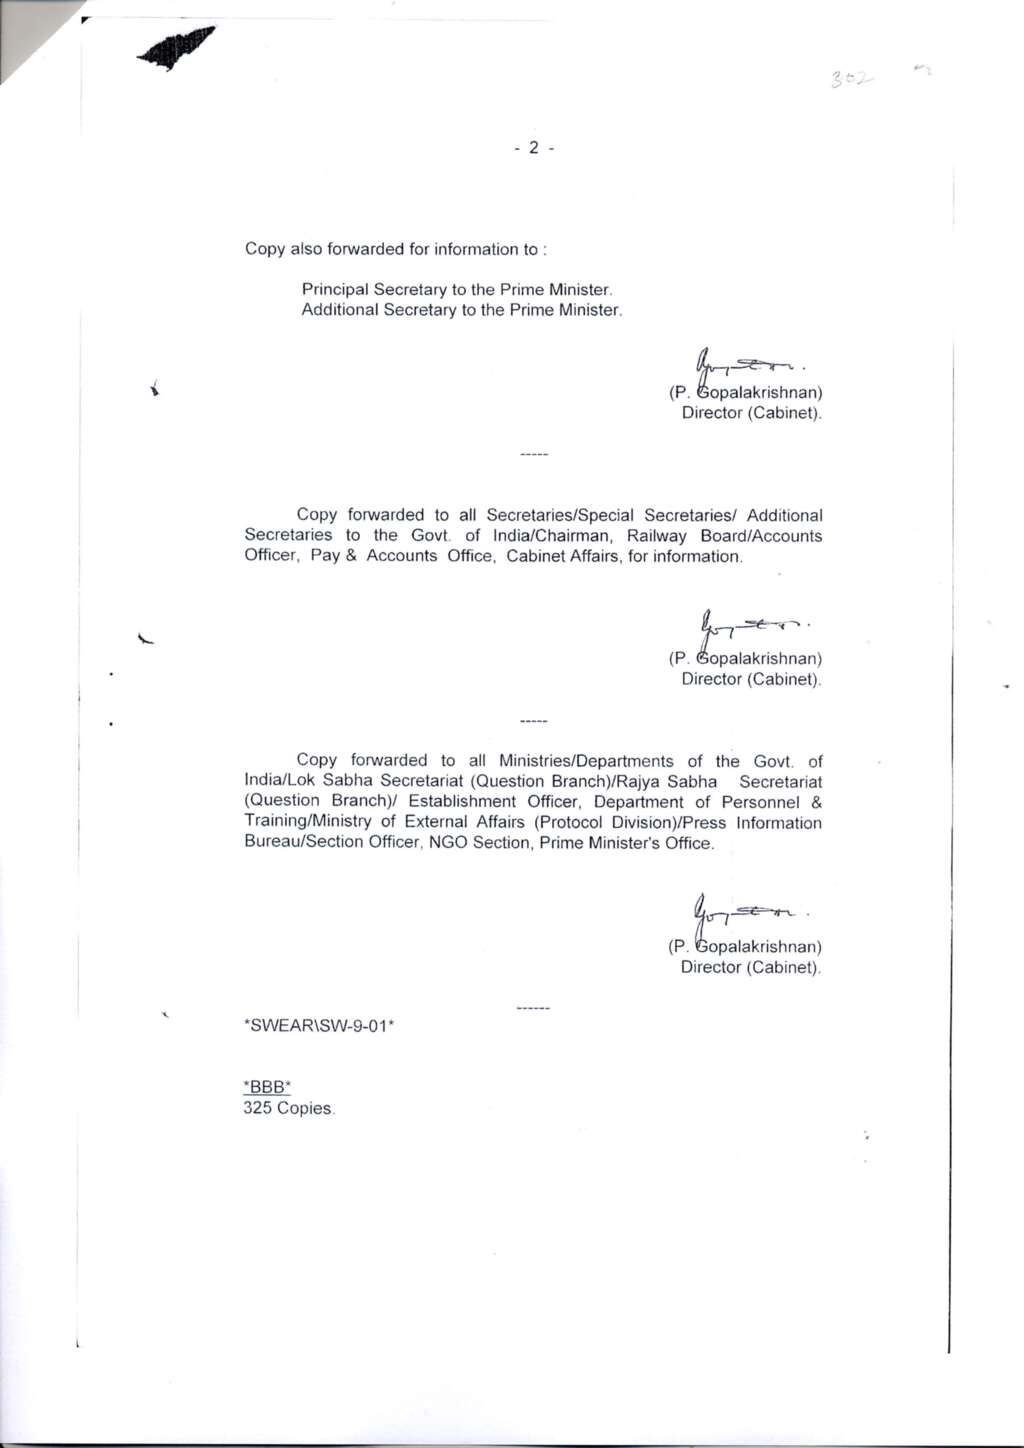 302
- 2 -
Copy also forwarded for information to :
Principal Secretary to the Prime Minister.
Additional Secretary to the Prime Minister.
(P. Gopalakrishnan)
Director (Cabinet).
-----
Copy forwarded to all Secretaries/Special Secretaries/ Additional
Secretaries to the Govt. of India/Chairman, Railway Board/Accounts
Officer, Pay & Accounts Office, Cabinet Affairs, for information.
(P. Gopalakrishnan)
Director (Cabinet).
-----
Copy forwarded to all Ministries/Departments of the Govt. of
India/Lok Sabha Secretariat (Question Branch)/Rajya Sabha Secretariat
(Question Branch)/ Establishment Officer, Department of Personnel &
Training/Ministry of External Affairs (Protocol Division)/Press Information
Bureau/Section Officer, NGO Section, Prime Minister's Office.
(P. Gopalakrishnan)
Director (Cabinet).
------
*SWEAR\SW-9-01*
*BBB*
325 Copies.